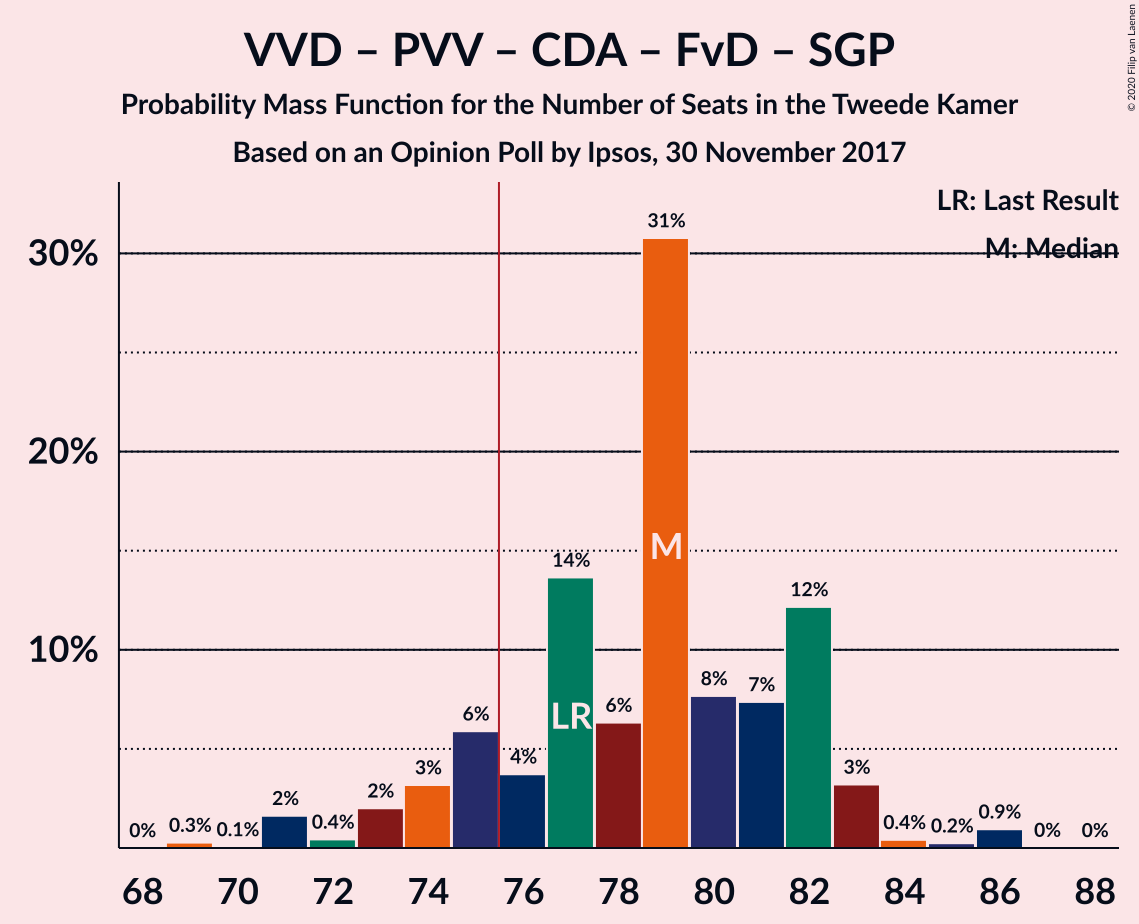 VVD – PVV – CDA – FvD – SGP
Probability Mass Function for the Number of Seats in the Tweede Kamer
Based on an Opinion Poll by Ipsos, 30 November 2017
© 2020 Filip van Laenen
LR: Last Result
M: Median
30%
20%
10%
0%
0.3%
0.1%
2%
0.4%
2%
3%
6%
4%
14%
6%
31%
8%
7%
12%
3%
0.4%
0.2%
0.9%
0%
0%
LR
M
68 70 72 74 76 78 80 82 84 86 88